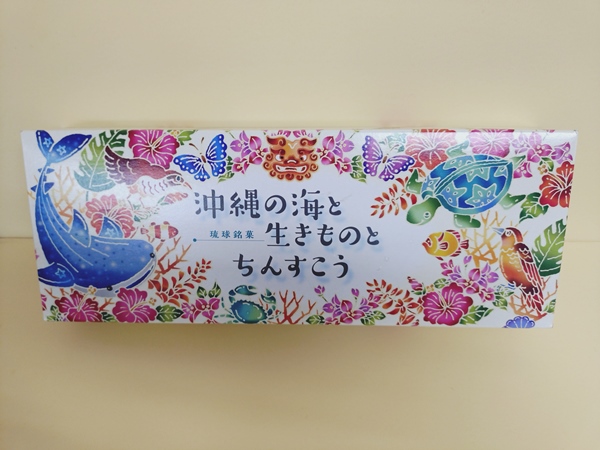 沖縄の海と
琉球銘菓
生きものと
ちんすこう